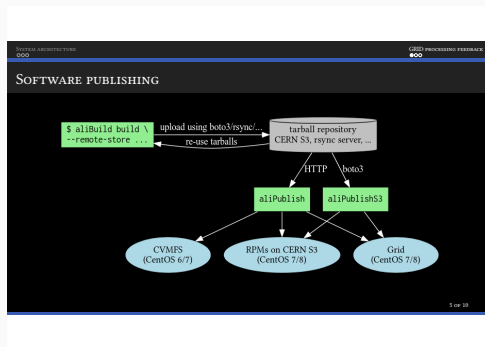 System architecture
GRID processing feedback
Software publishing
$ aliBuild build \
--remote-store ...
upload using boto3/rsync/...
re-use tarballs
tarball repository
CERN S3, rsync server, ...
HTTP
boto3
aliPublish
aliPublishS3
CVMFS
(CentOS 6/7)
RPMs on CERN S3
(CentOS 7/8)
Grid
(CentOS 7/8)
5 of 18